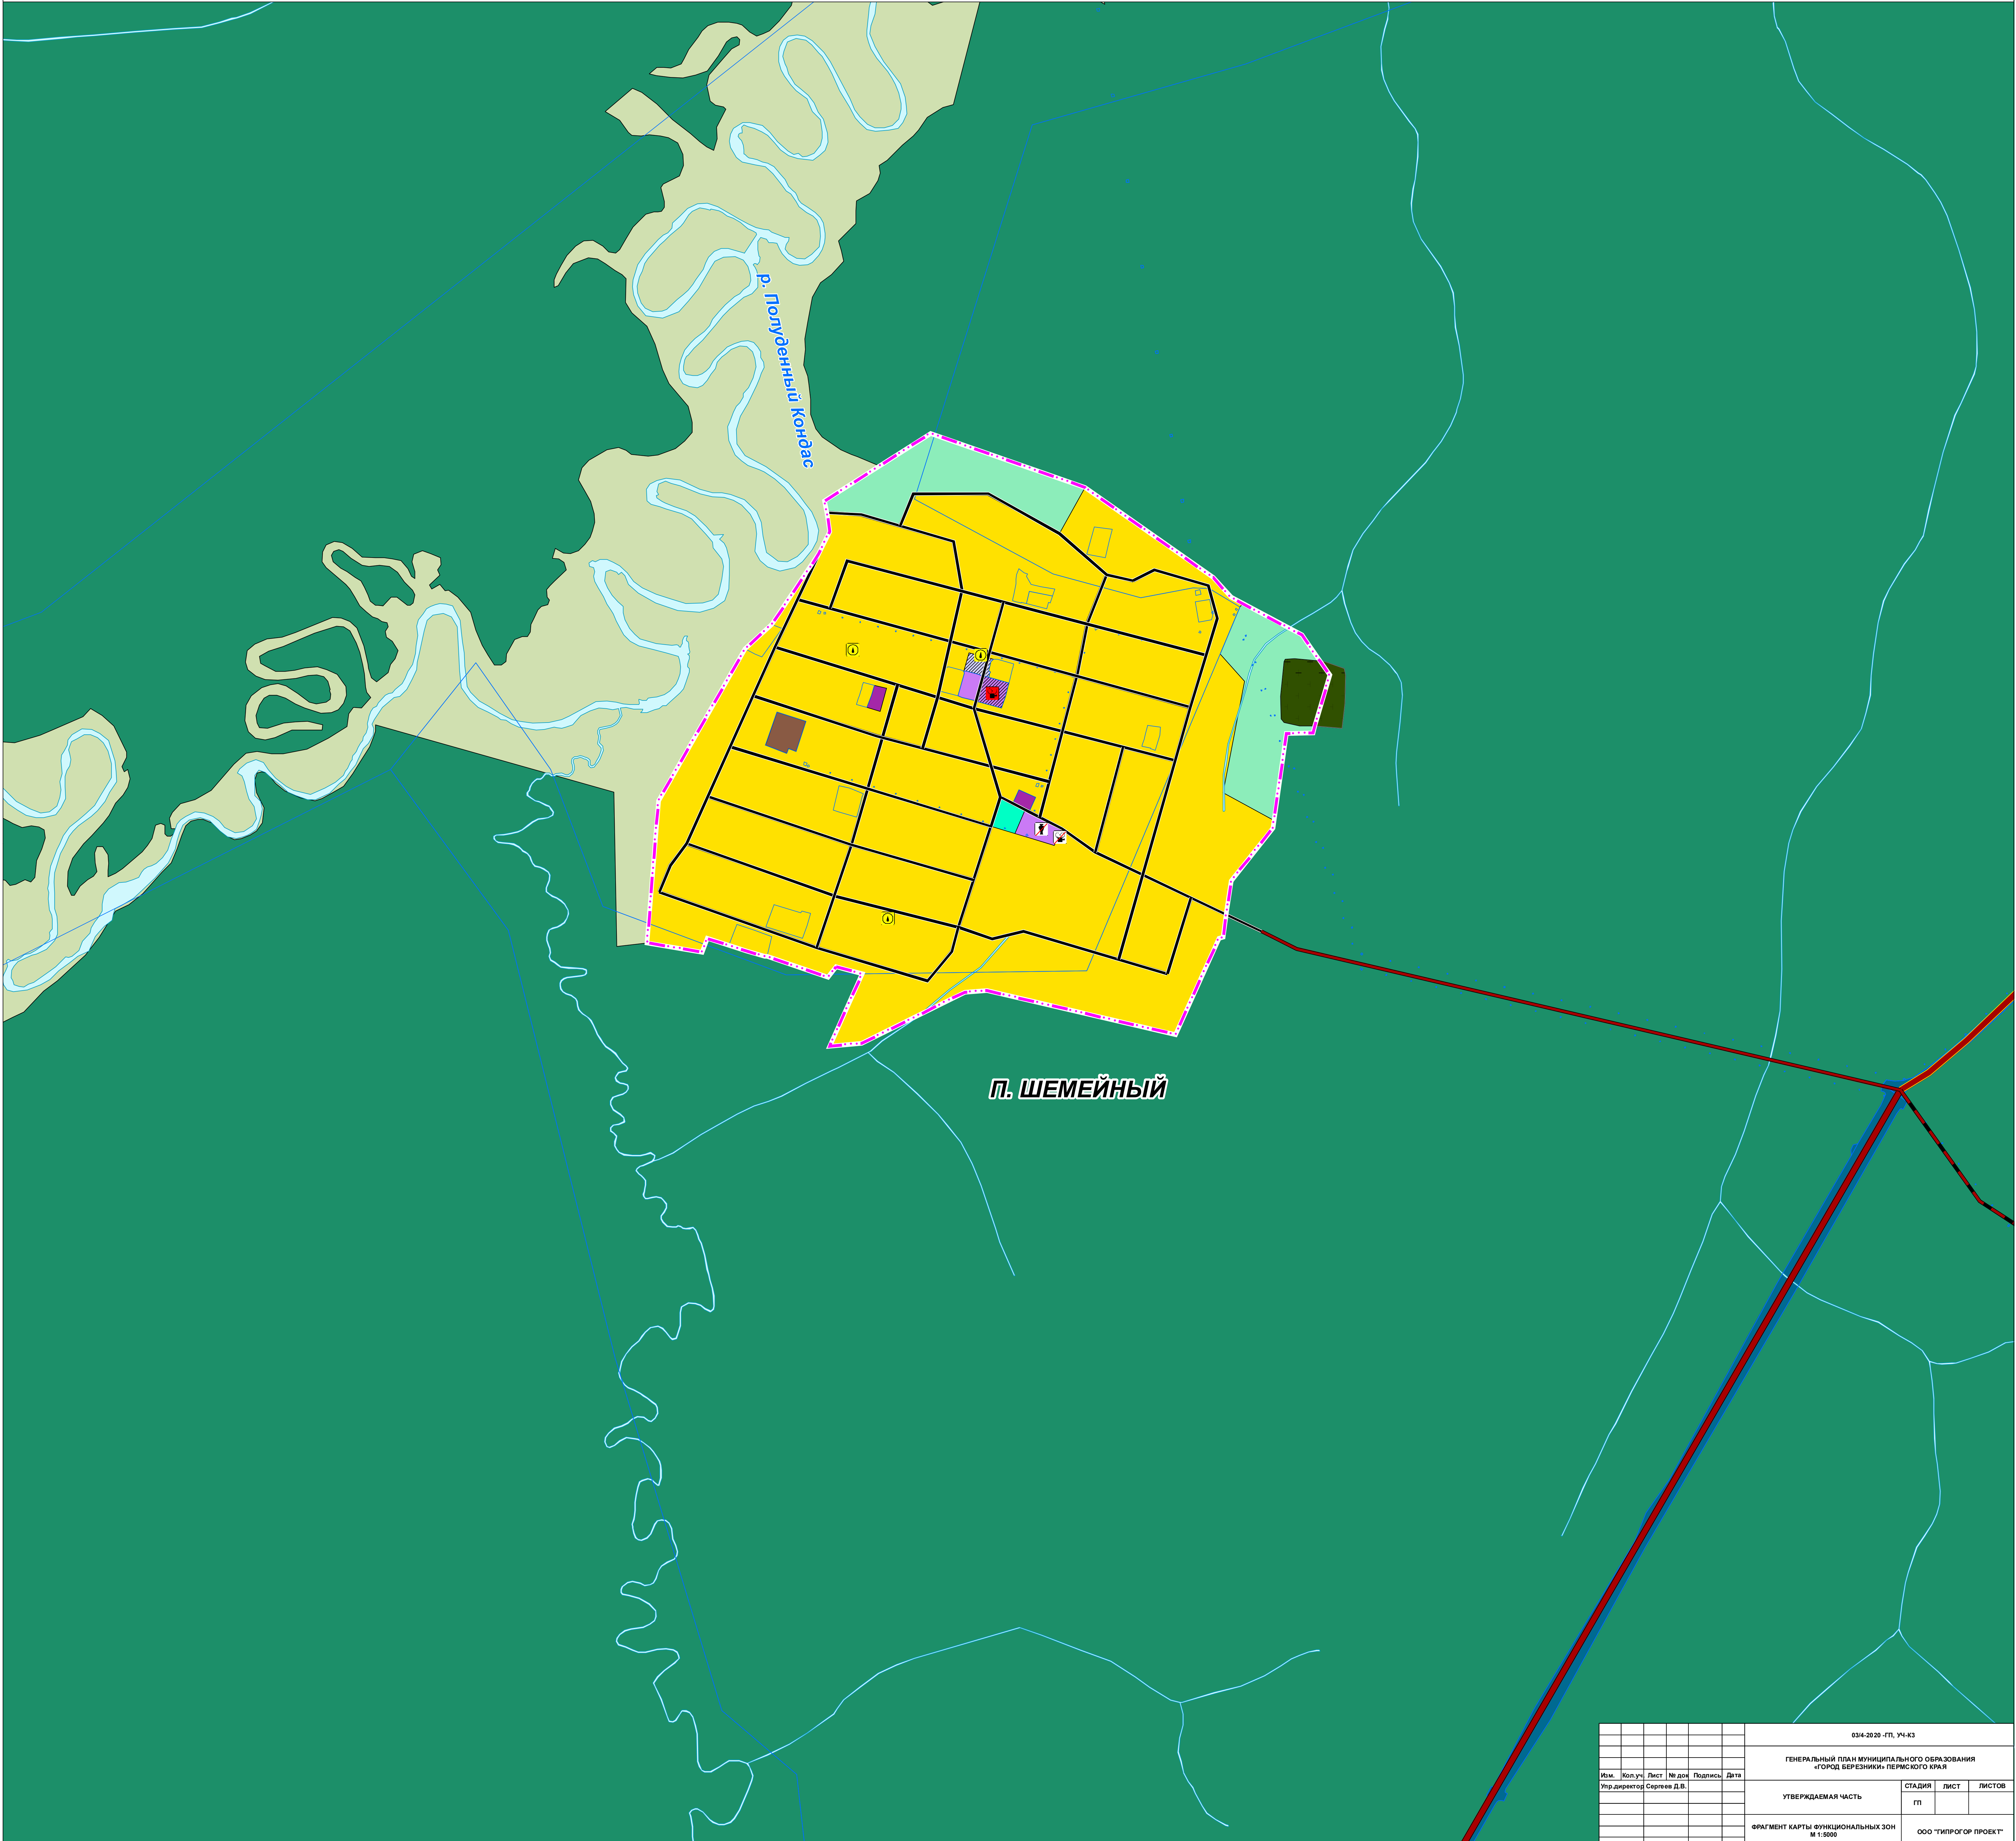 р. Полуденный Кондас
П. ШЕМЕЙНЫЙ
03/4-2020 -ГП, УЧ-КЗ
ГЕНЕРАЛЬНЫЙ ПЛАН МУНИЦИПАЛЬНОГО ОБРАЗОВАНИЯ
«ГОРОД БЕРЕЗНИКИ» ПЕРМСКОГО КРАЯ
Изм. Кол.уч Лист № док Подпись Дата
Упр.директор Сергеев Д.В.
УТВЕРЖДАЕМАЯ ЧАСТЬ
СТАДИЯ ЛИСТ ЛИСТОВ
ГП
ФРАГМЕНТ КАРТЫ ФУНКЦИОНАЛЬНЫХ ЗОН
М 1:5000
ООО "ГИПРОГОР ПРОЕКТ"